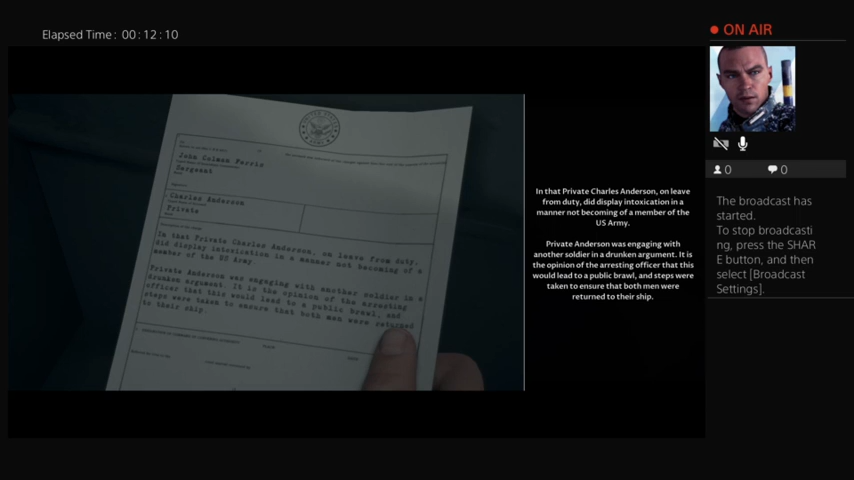 Elapsed Time: 00:12:10
ON AIR
John Colman Farris
Sergeant
Charles Anderson
Private
In that Private Charles Anderson, on leave from duty,
did display intoxication in a manner not becoming of a
member of the US Army.
Private Anderson was engaging with another soldier in a
drunken argument. It is the opinion of the arresting
officer that this would lead to a public brawl, and
steps were taken to ensure that both men were returned
to their ship.
In that Private Charles Anderson, on leave
from duty, did display intoxication in a
manner not becoming of a member of the
US Army.
Private Anderson was engaging with
another soldier in a drunken argument. It is
the opinion of the arresting officer that this
would lead to a public brawl, and steps were
taken to ensure that both men were
returned to their ship.
0 0
The broadcast has
started.
To stop broadcasti
ng, press the SHAR
E button, and then
select [Broadcast
Settings].